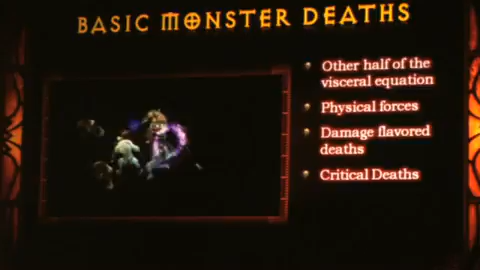 BASIC MONSTER DEATHS
Other half of the
visceral equation
Physical forces
Damage flavored
deaths
Critical Deaths